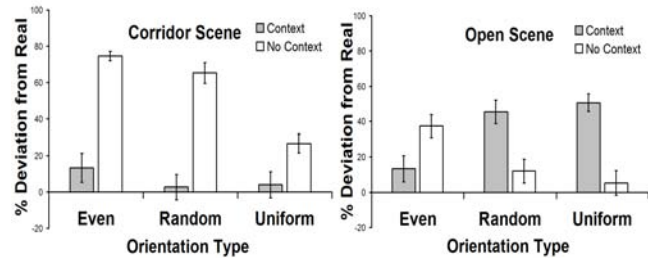 Corridor Scene
Context
No Context
% Deviation from Real
80
60
40
20
0
-20
Even Random Uniform
Orientation Type
Open Scene
Context
No Context
% Deviation from Real
100
80
60
40
20
0
-20
Even Random Uniform
Orientation Type